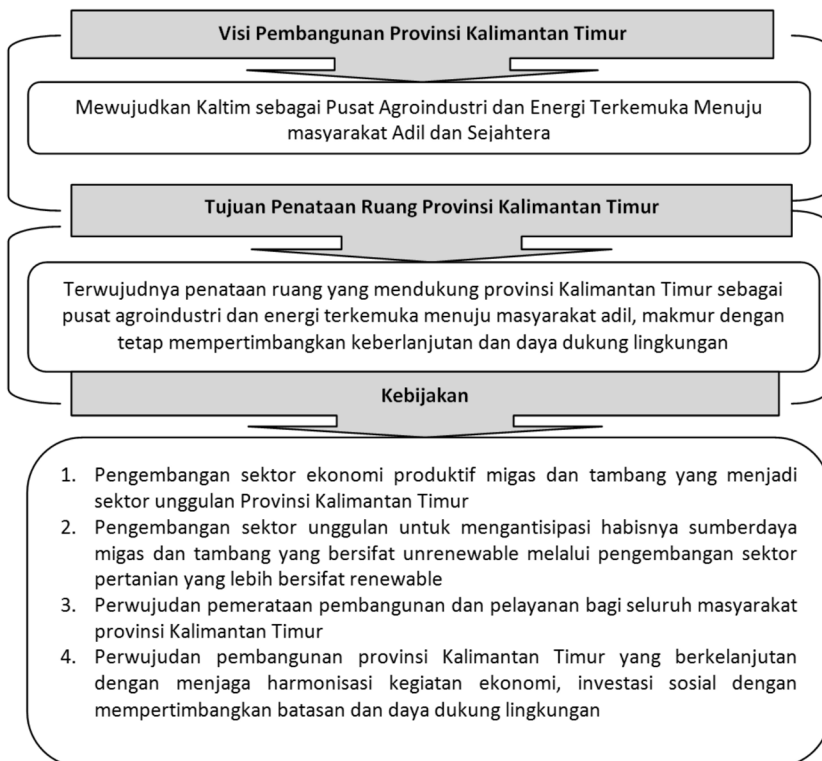 Visi Pembangunan Provinsi Kalimantan Timur
Mewujudkan Kaltim sebagai Pusat Agroindustri dan Energi Terkemuka Menuju
masyarakat Adil dan Sejahtera
Tujuan Penataan Ruang Provinsi Kalimantan Timur
Terwujudnya penataan ruang yang mendukung provinsi Kalimantan Timur sebagai
pusat agroindustri dan energi terkemuka menuju masyarakat adil, makmur dengan
tetap mempertimbangkan keberlanjutan dan daya dukung lingkungan
Kebijakan
1. Pengembangan sektor ekonomi produktif migas dan tambang yang menjadi
sektor unggulan Provinsi Kalimantan Timur
2. Pengembangan sektor unggulan untuk mengantisipasi habisnya sumberdaya
migas dan tambang yang bersifat unrenewable melalui pengembangan sektor
pertanian yang lebih bersifat renewable
3. Perwujudan pemerataan pembangunan dan pelayanan bagi seluruh masyarakat
provinsi Kalimantan Timur
4. Perwujudan pembangunan provinsi Kalimantan Timur yang berkelanjutan
dengan menjaga harmonisasi kegiatan ekonomi, investasi sosial dengan
mempertimbangkan batasan dan daya dukung lingkungan